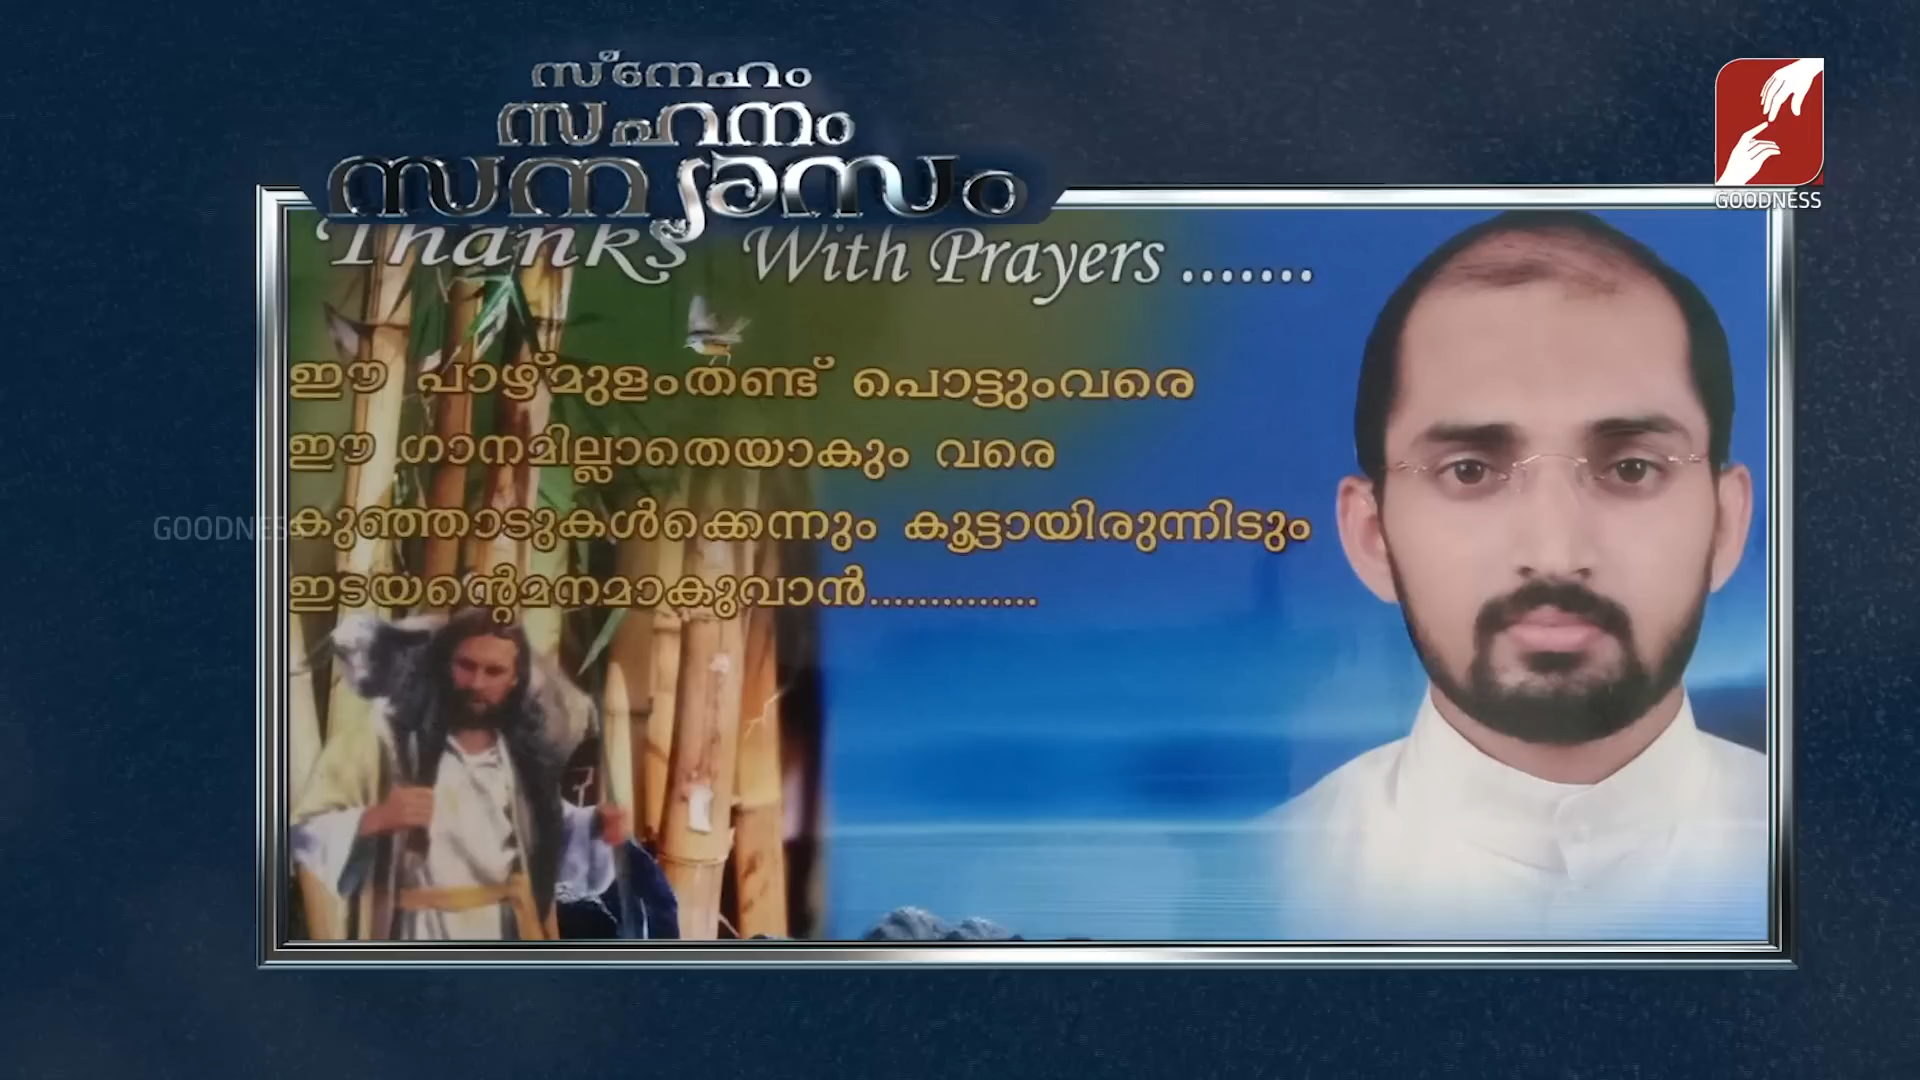 സ്നേഹം
സഹനം
സന്യാസം
GOODNESS
Thanks With Prayers .......
ഈ പാഴ്മുളംതണ്ട് പൊട്ടുംവരെ
ഈ ഗാനമില്ലാതെയാകും വരെ
GOODNESS
കുഞ്ഞാടുകൾക്കെന്നും കൂട്ടായിരുന്നിടും
ഇടയന്റെമനമാകുവാൻ..............